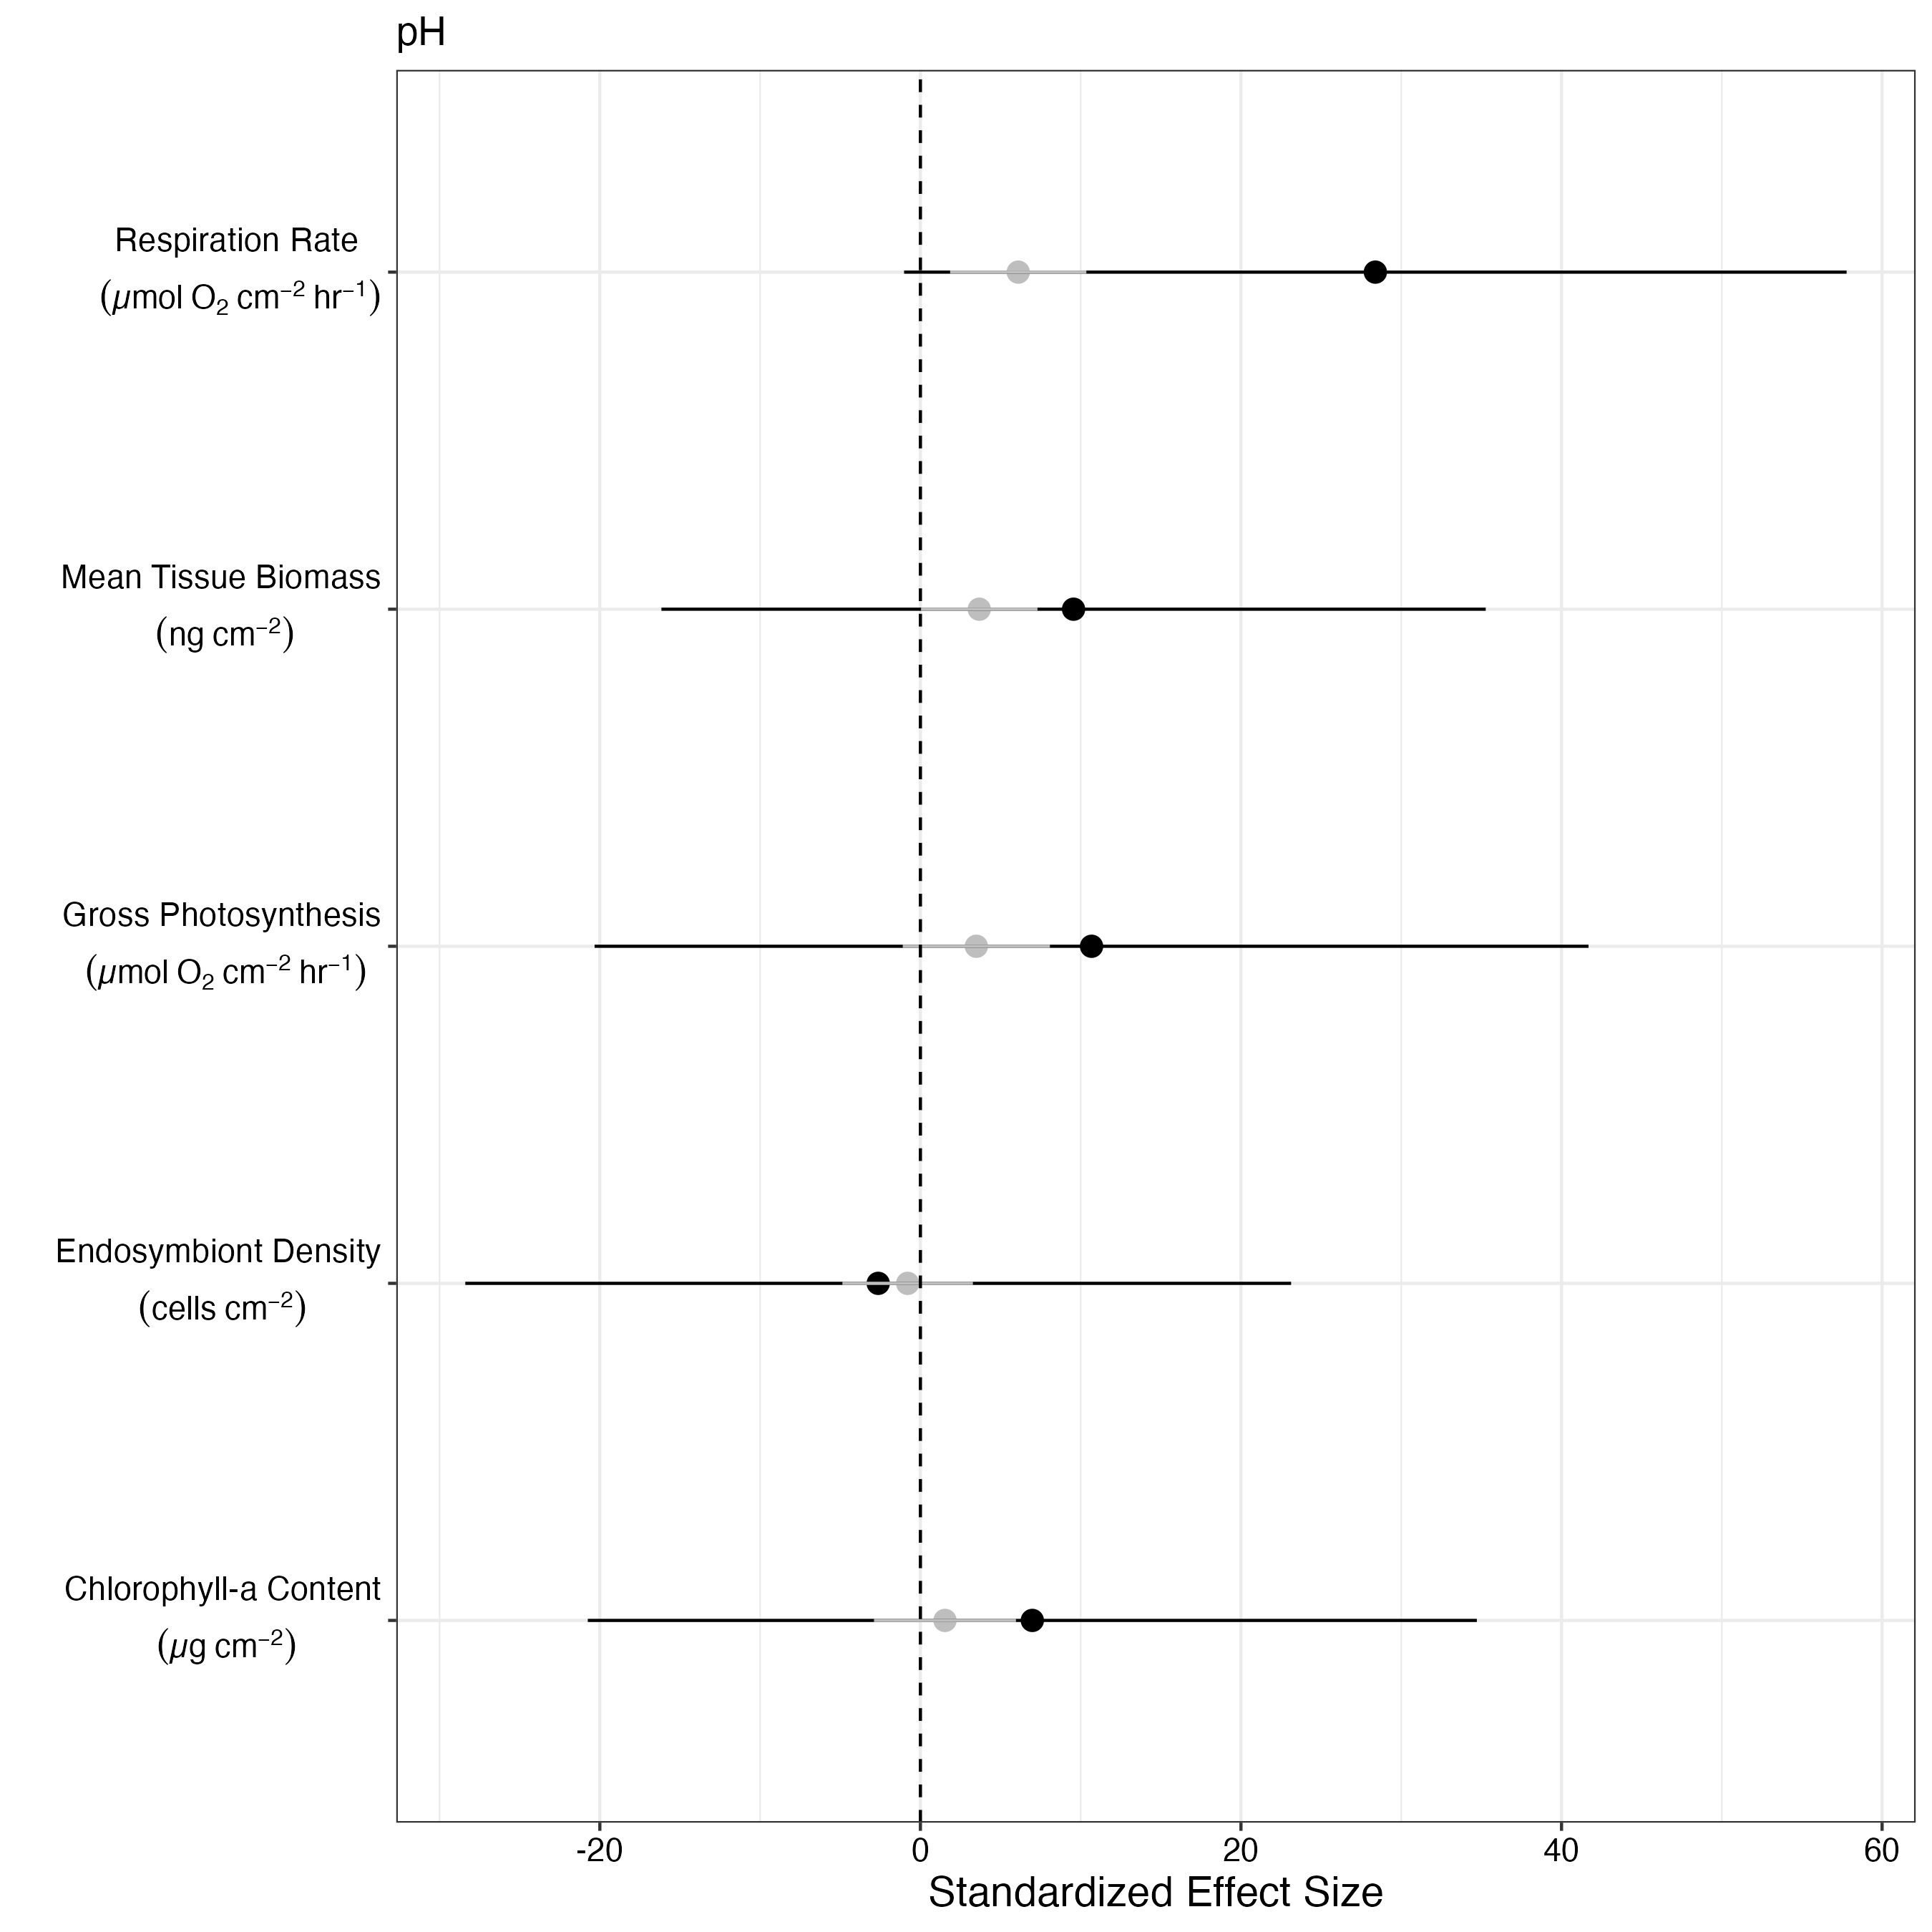 pH
Respiration Rate
(μmol O₂ cm⁻² hr⁻¹)
Mean Tissue Biomass
(ng cm⁻²)
Gross Photosynthesis
(μmol O₂ cm⁻² hr⁻¹)
Endosymbiont Density
(cells cm⁻²)
Chlorophyll-a Content
(μg cm⁻²)
-20 0 20 40 60
Standardized Effect Size